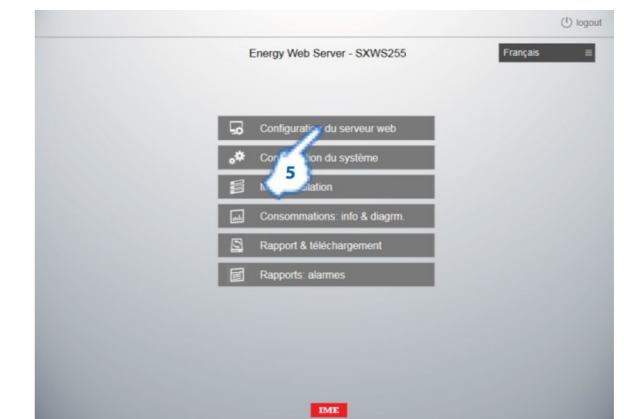 logout
Energy Web Server - SXWS255
Français
Configuration du serveur web
du système
5
Consommations: info & diagrm.
Rapport & téléchargement
Rapports: alarmes
IME